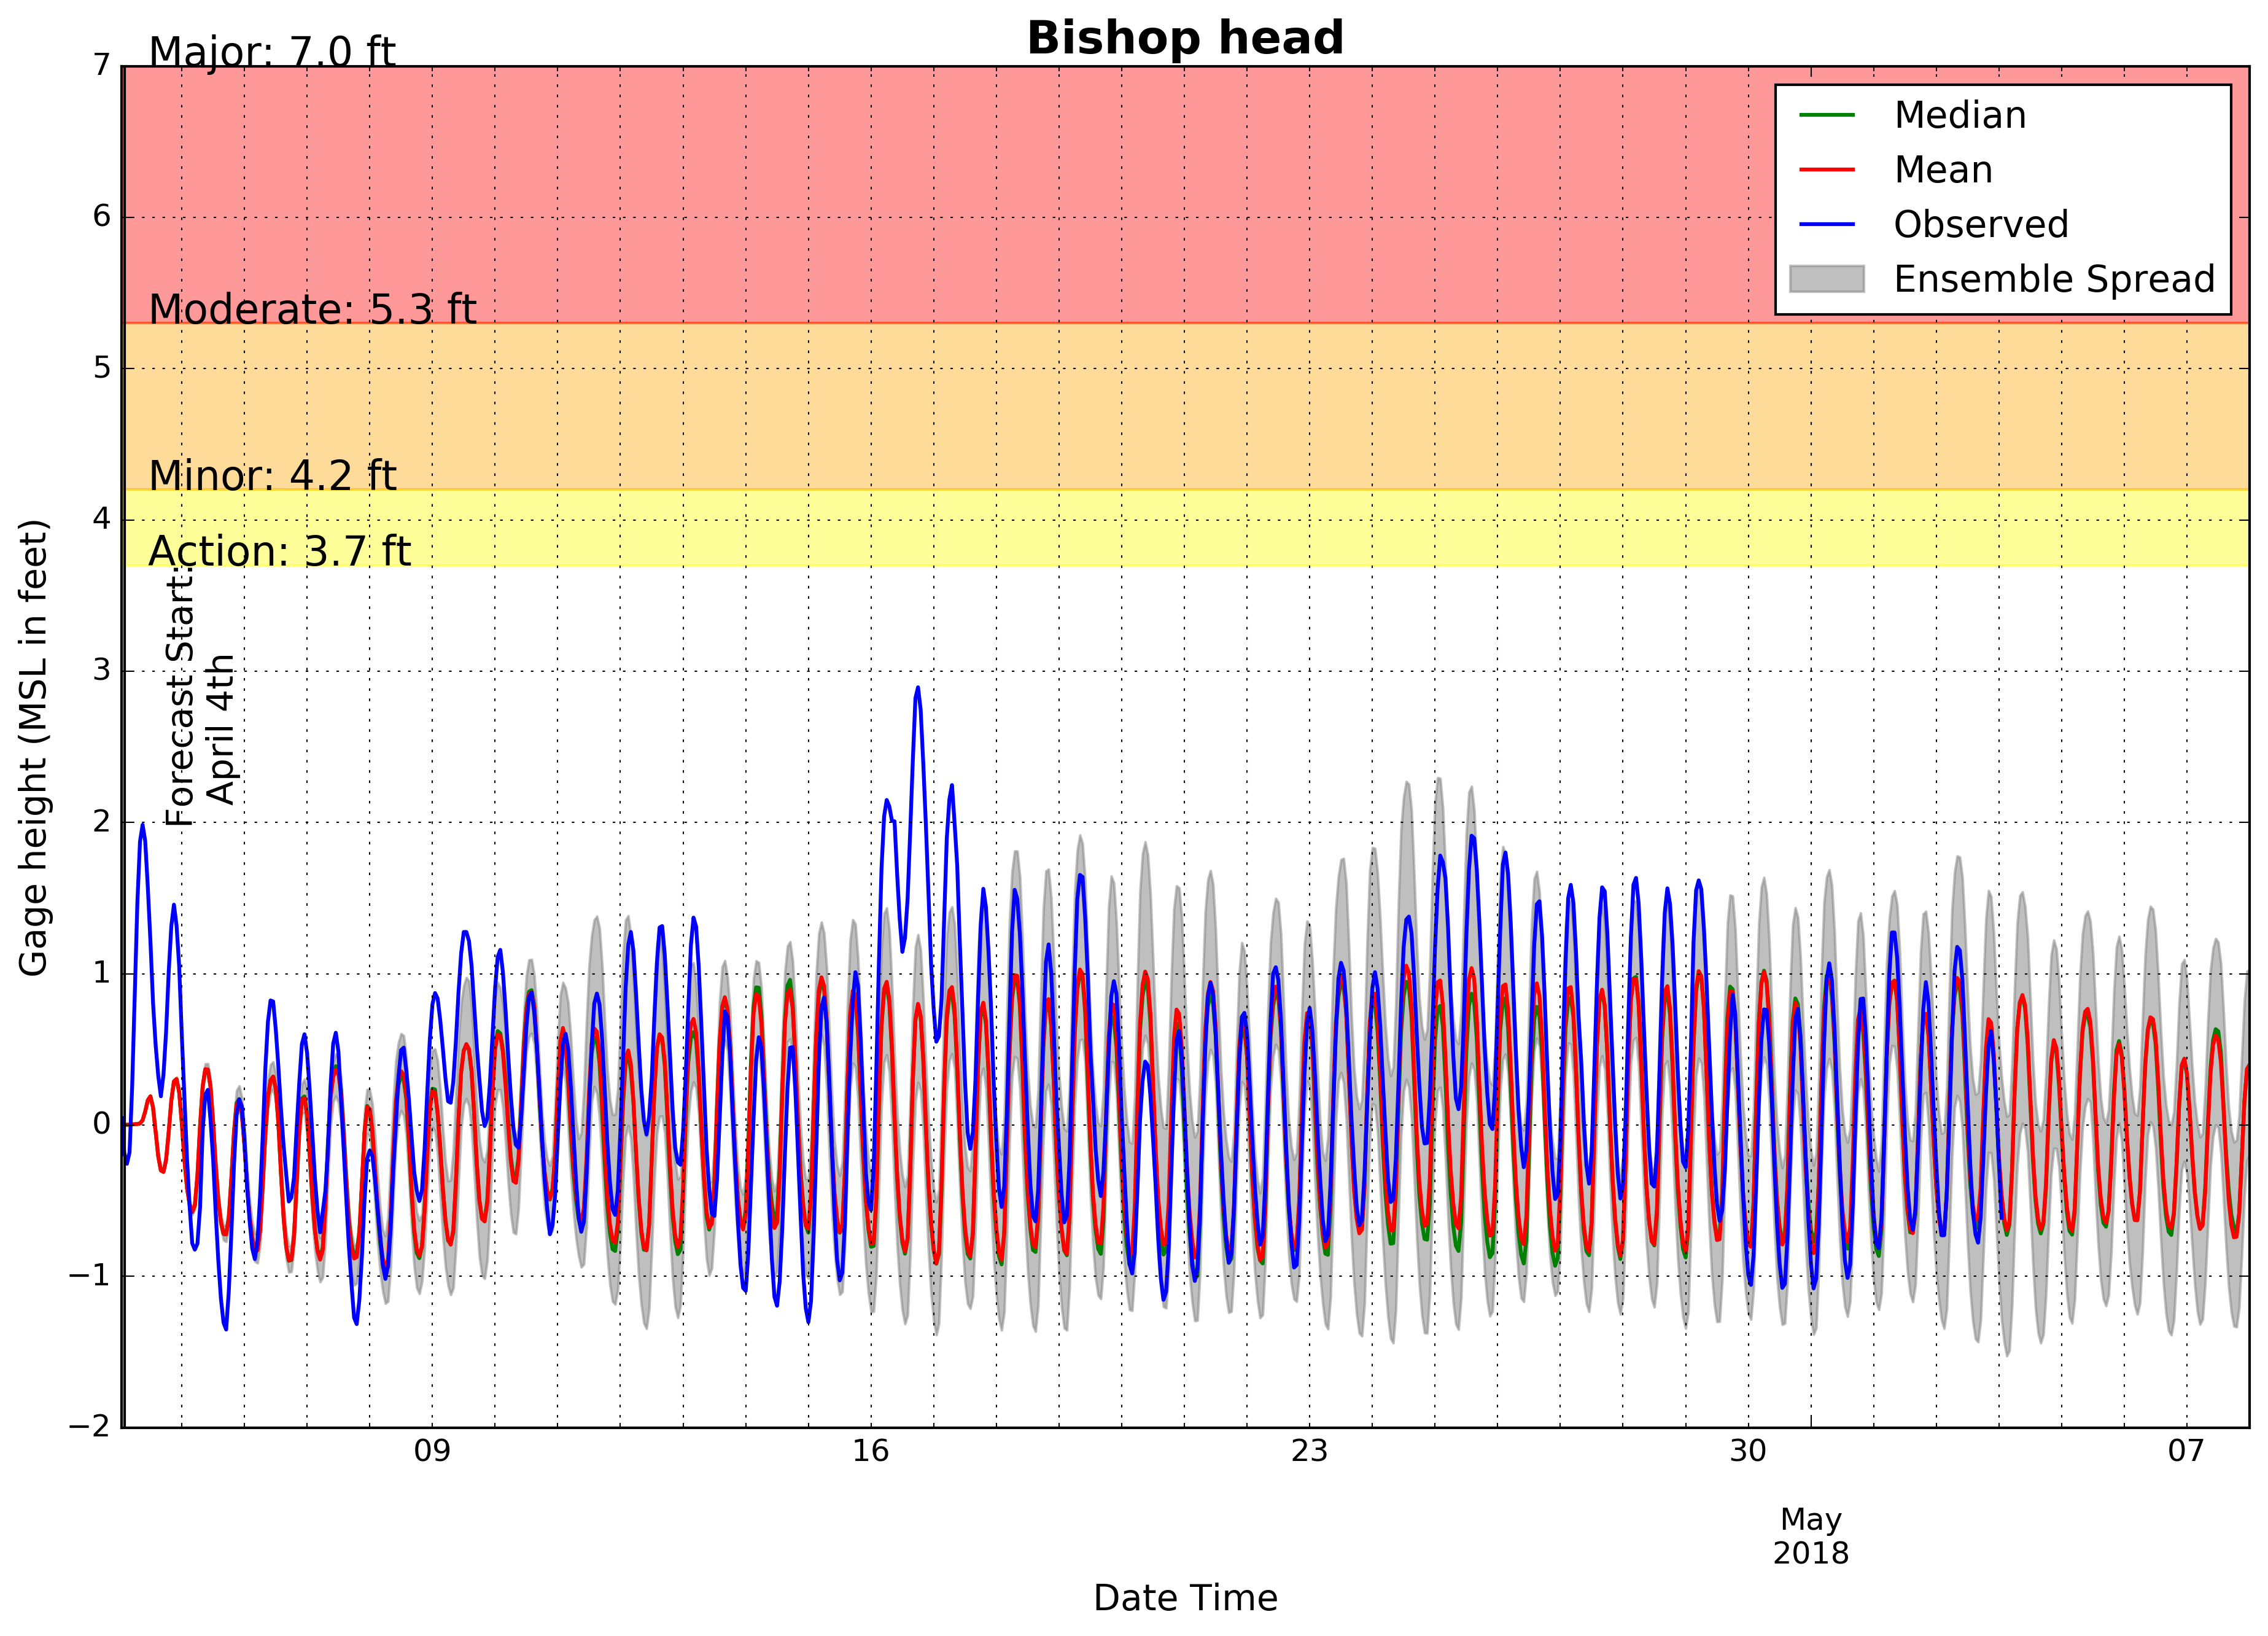 Bishop head
Major: 7.0 ft
Moderate: 5.3 ft
Minor: 4.2 ft
Action: 3.7 ft
Forecast Start:
April 4th
Median
Mean
Observed
Ensemble Spread
Gage height (MSL in feet)
7
6
5
4
3
2
1
0
−1
−2
09
16
23
30
07
May
2018
Date Time